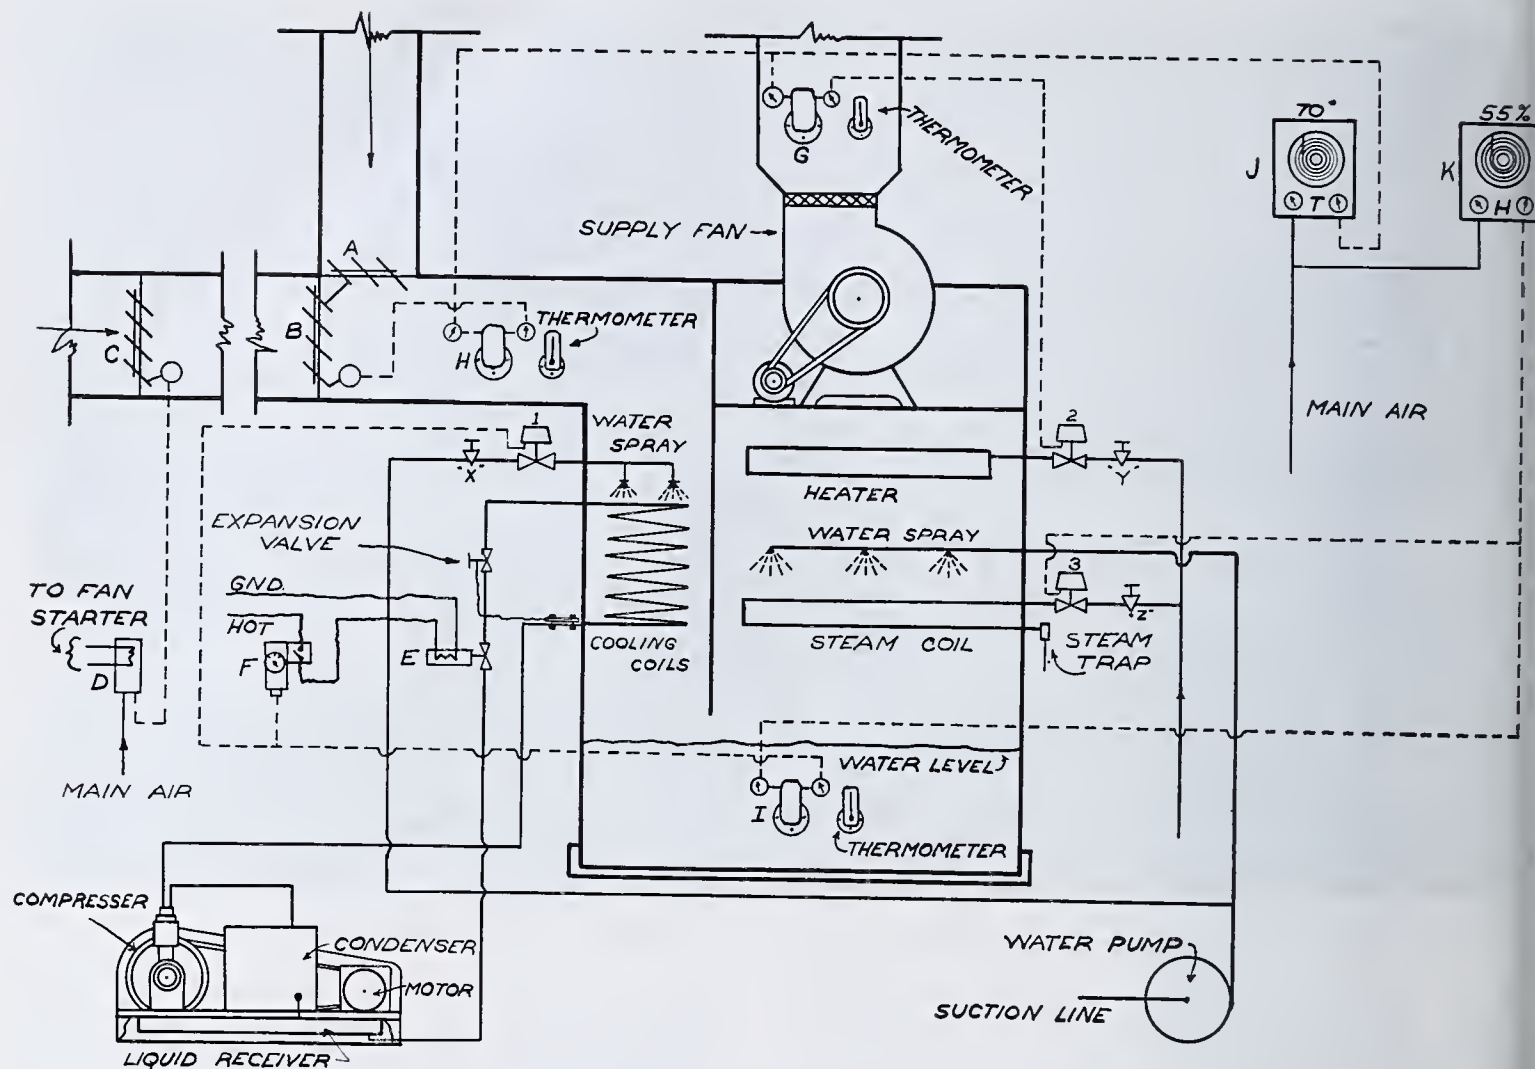 70°
55%
J
T
K
H
G
THERMOMETER
SUPPLY FAN
A
B
C
H
THERMOMETER
MAIN AIR
1
WATER
SPRAY
"X"
2
"Y"
HEATER
EXPANSION
VALVE
WATER SPRAY
GND.
HOT
TO FAN
STARTER
D
F
E
COOLING
COILS
3
"Z"
STEAM COIL
STEAM
TRAP
WATER LEVEL
MAIN AIR
I
THERMOMETER
COMPRESSER
CONDENSER
MOTOR
LIQUID RECEIVER
WATER PUMP
SUCTION LINE